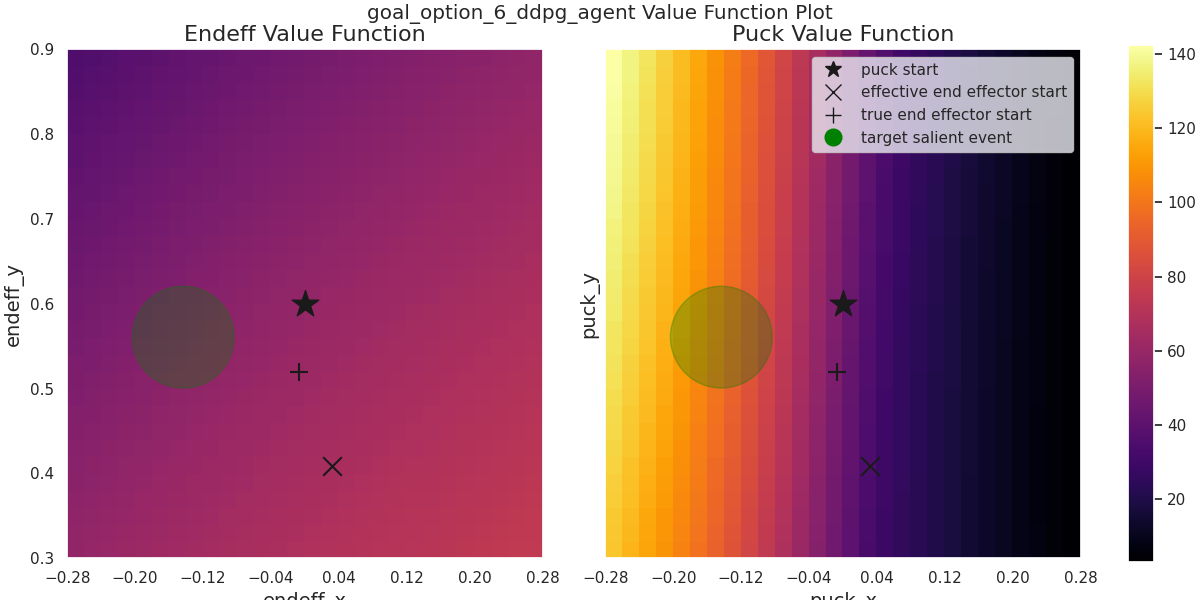 goal_option_6_ddpg_agent Value Function Plot
Endeff Value Function
Puck Value Function
0.9
0.8
0.7
0.6
0.5
0.4
0.3
endeff_y
−0.28 −0.20 −0.12 −0.04 0.04 0.12 0.20 0.28
endeff_x
puck_y
puck start
effective end effector start
true end effector start
target salient event
−0.28 −0.20 −0.12 −0.04 0.04 0.12 0.20 0.28
puck_x
140
120
100
80
60
40
20